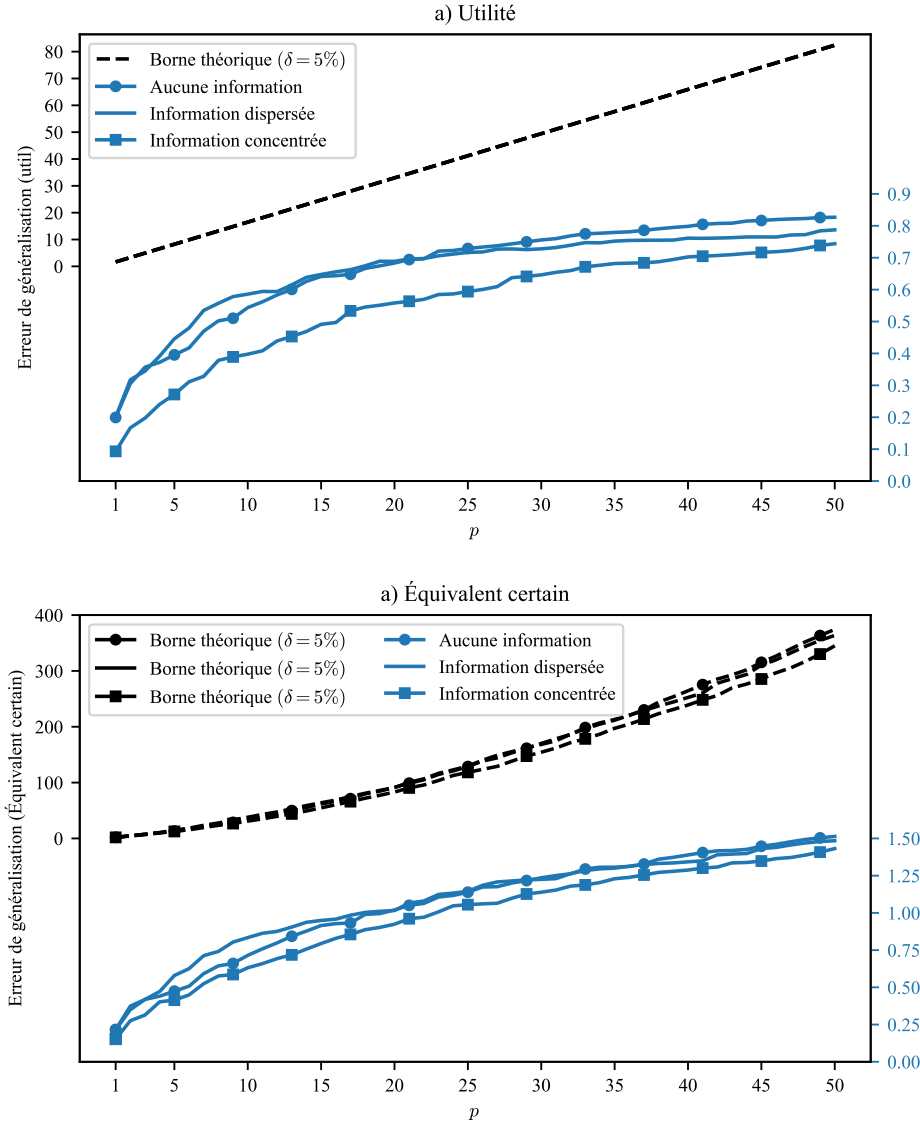 a) Utilité
Borne théorique (δ = 5%)
Aucune information
Information dispersée
Information concentrée
Erreur de généralisation (util)
80
70
60
50
40
30
20
10
0
0.9
0.8
0.7
0.6
0.5
0.4
0.3
0.2
0.1
0.0
1 5 10 15 20 25 30 35 40 45 50
p
a) Équivalent certain
Borne théorique (δ = 5%)
Borne théorique (δ = 5%)
Borne théorique (δ = 5%)
Aucune information
Information dispersée
Information concentrée
Erreur de généralisation (Équivalent certain)
400
300
200
100
0
1.50
1.25
1.00
0.75
0.50
0.25
0.00
1 5 10 15 20 25 30 35 40 45 50
p